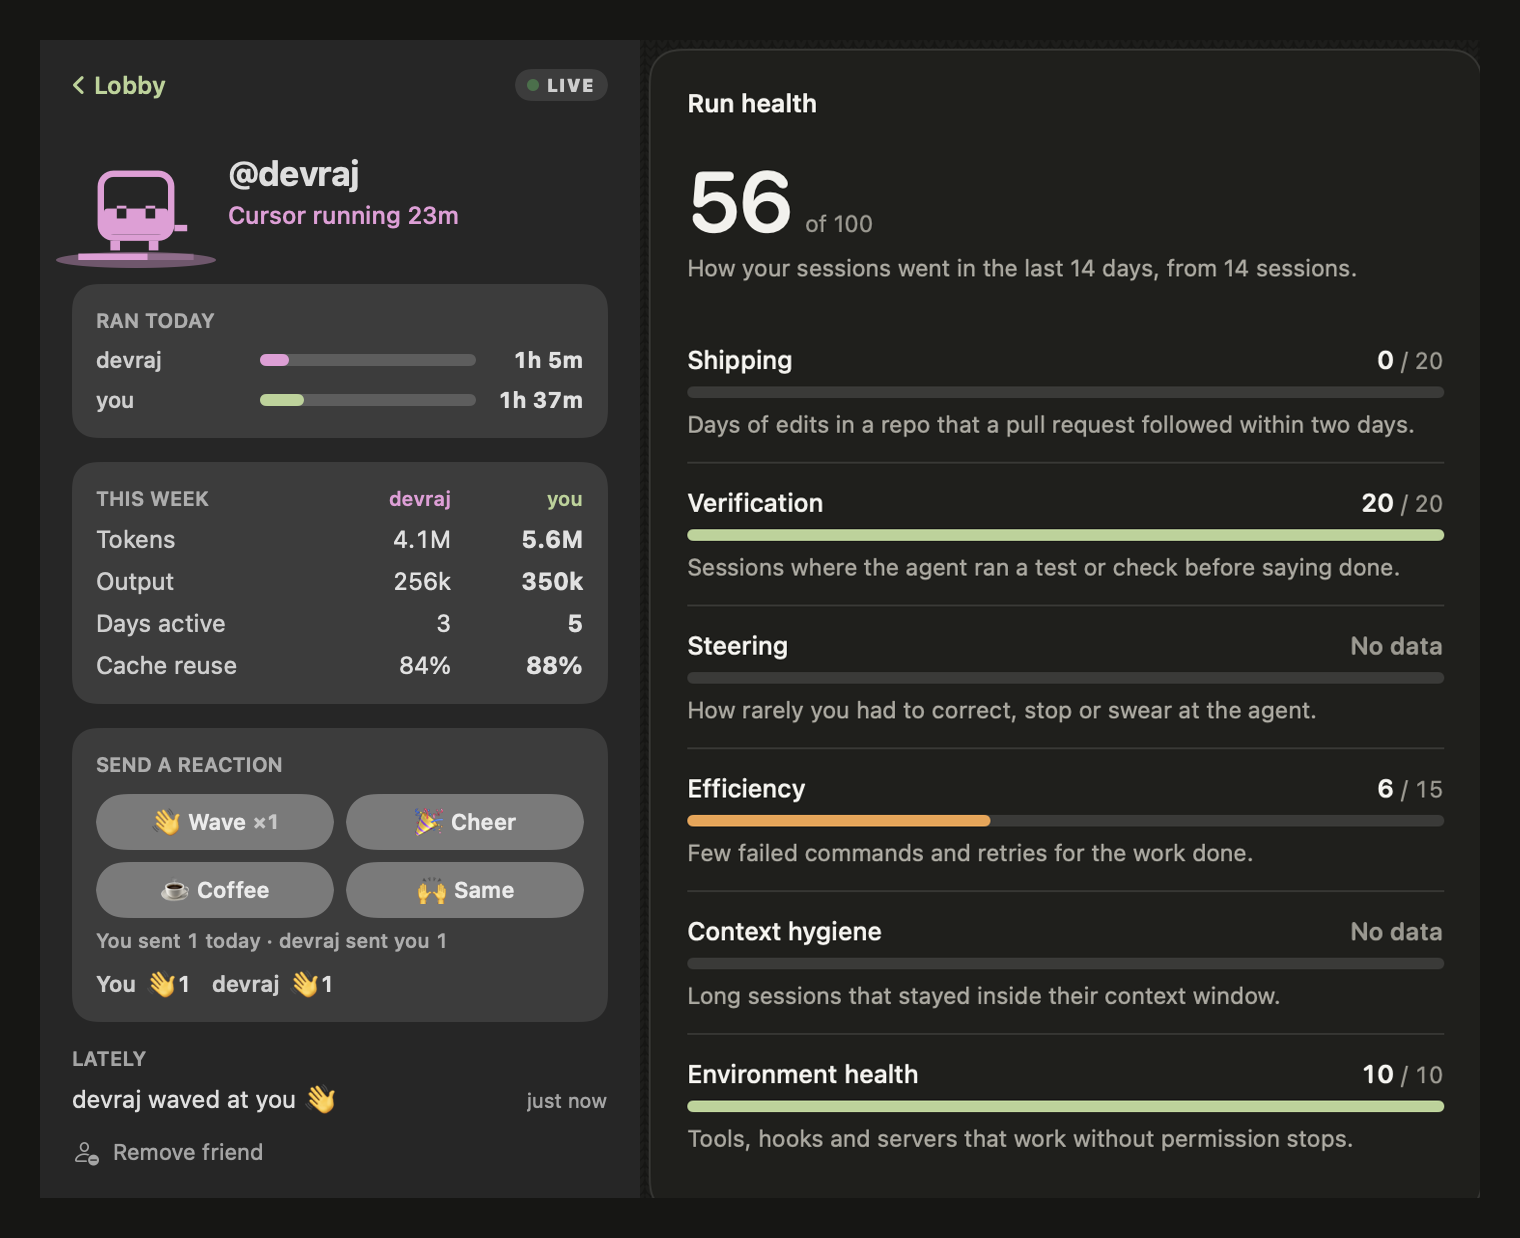 Lobby
LIVE
@devraj
Cursor running 23m
RAN TODAY
devraj 1h 5m
you 1h 37m
THIS WEEK devraj you
Tokens 4.1M 5.6M
Output 256k 350k
Days active 3 5
Cache reuse 84% 88%
SEND A REACTION
👋 Wave ×1
🎉 Cheer
☕ Coffee
🙌 Same
You sent 1 today · devraj sent you 1
You 👋1 devraj 👋1
LATELY
devraj waved at you 👋 just now
Remove friend
Run health
56 of 100
How your sessions went in the last 14 days, from 14 sessions.
Shipping 0 / 20
Days of edits in a repo that a pull request followed within two days.
Verification 20 / 20
Sessions where the agent ran a test or check before saying done.
Steering No data
How rarely you had to correct, stop or swear at the agent.
Efficiency 6 / 15
Few failed commands and retries for the work done.
Context hygiene No data
Long sessions that stayed inside their context window.
Environment health 10 / 10
Tools, hooks and servers that work without permission stops.